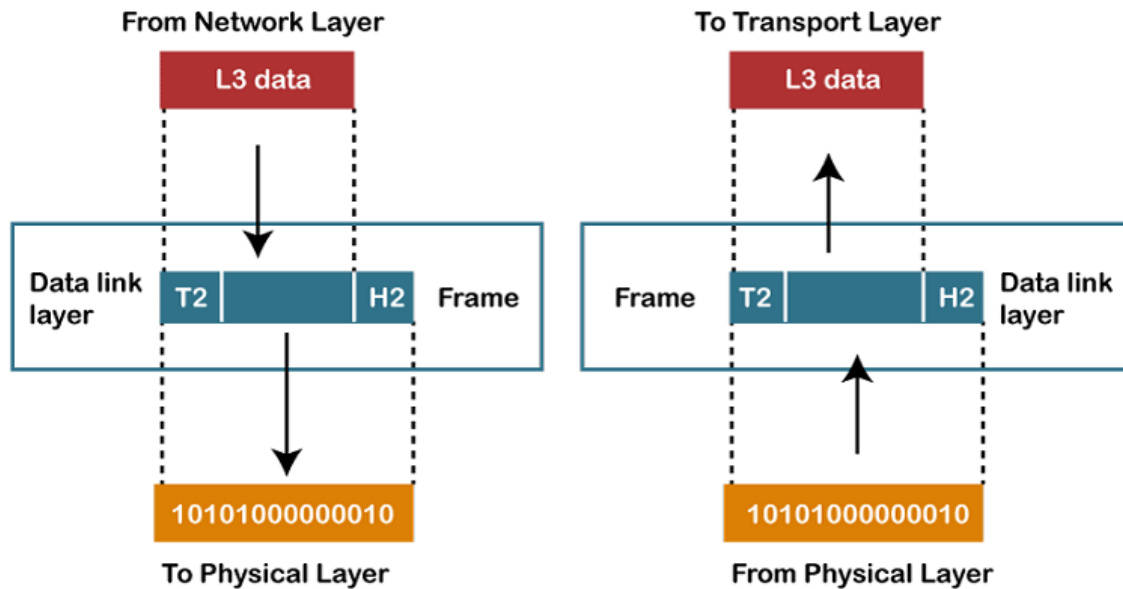 From Network Layer
L3 data
Data link
layer
T2
H2
Frame
10101000000010
To Physical Layer
To Transport Layer
L3 data
Frame
T2
H2
Data link
layer
10101000000010
From Physical Layer